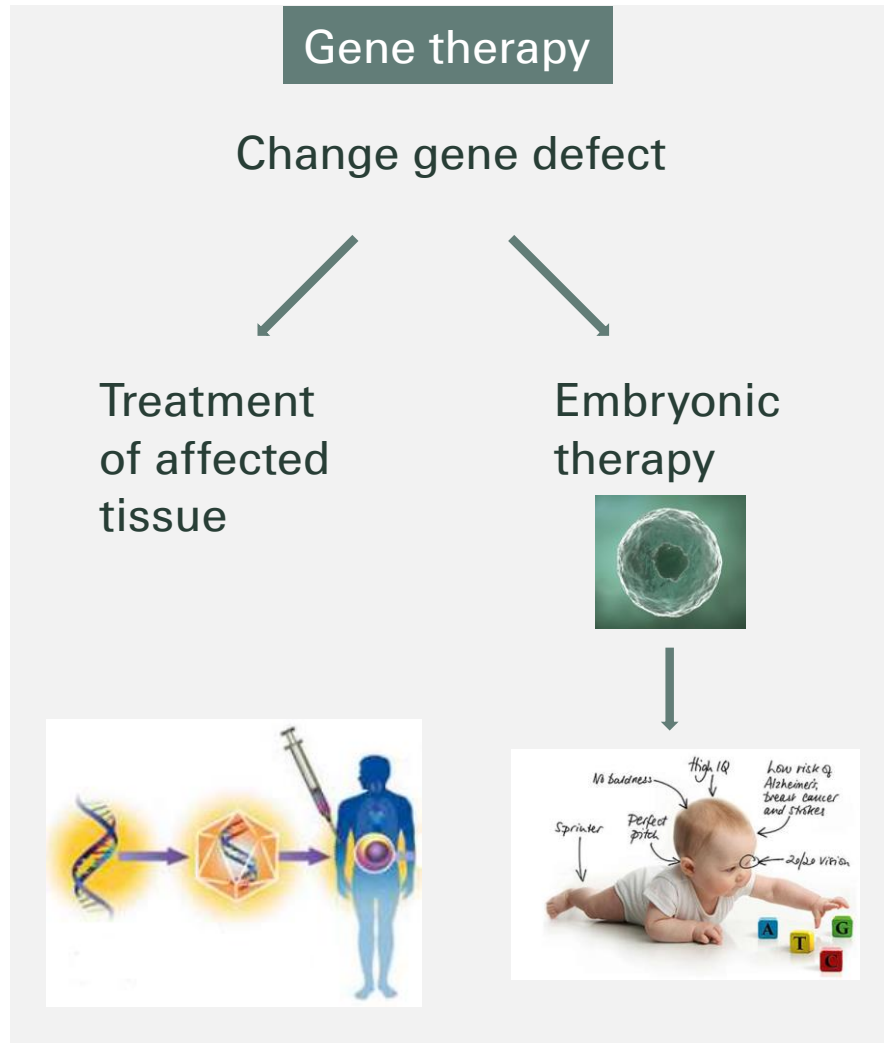 Gene therapy
Change gene defect
Treatment
of affected
tissue
Embryonic
therapy
No baldness
High IQ
Low risk of
Alzheimer's,
breast cancer
and strokes
Sprinter
Perfect
pitch
20/20 vision
A
T
G
C